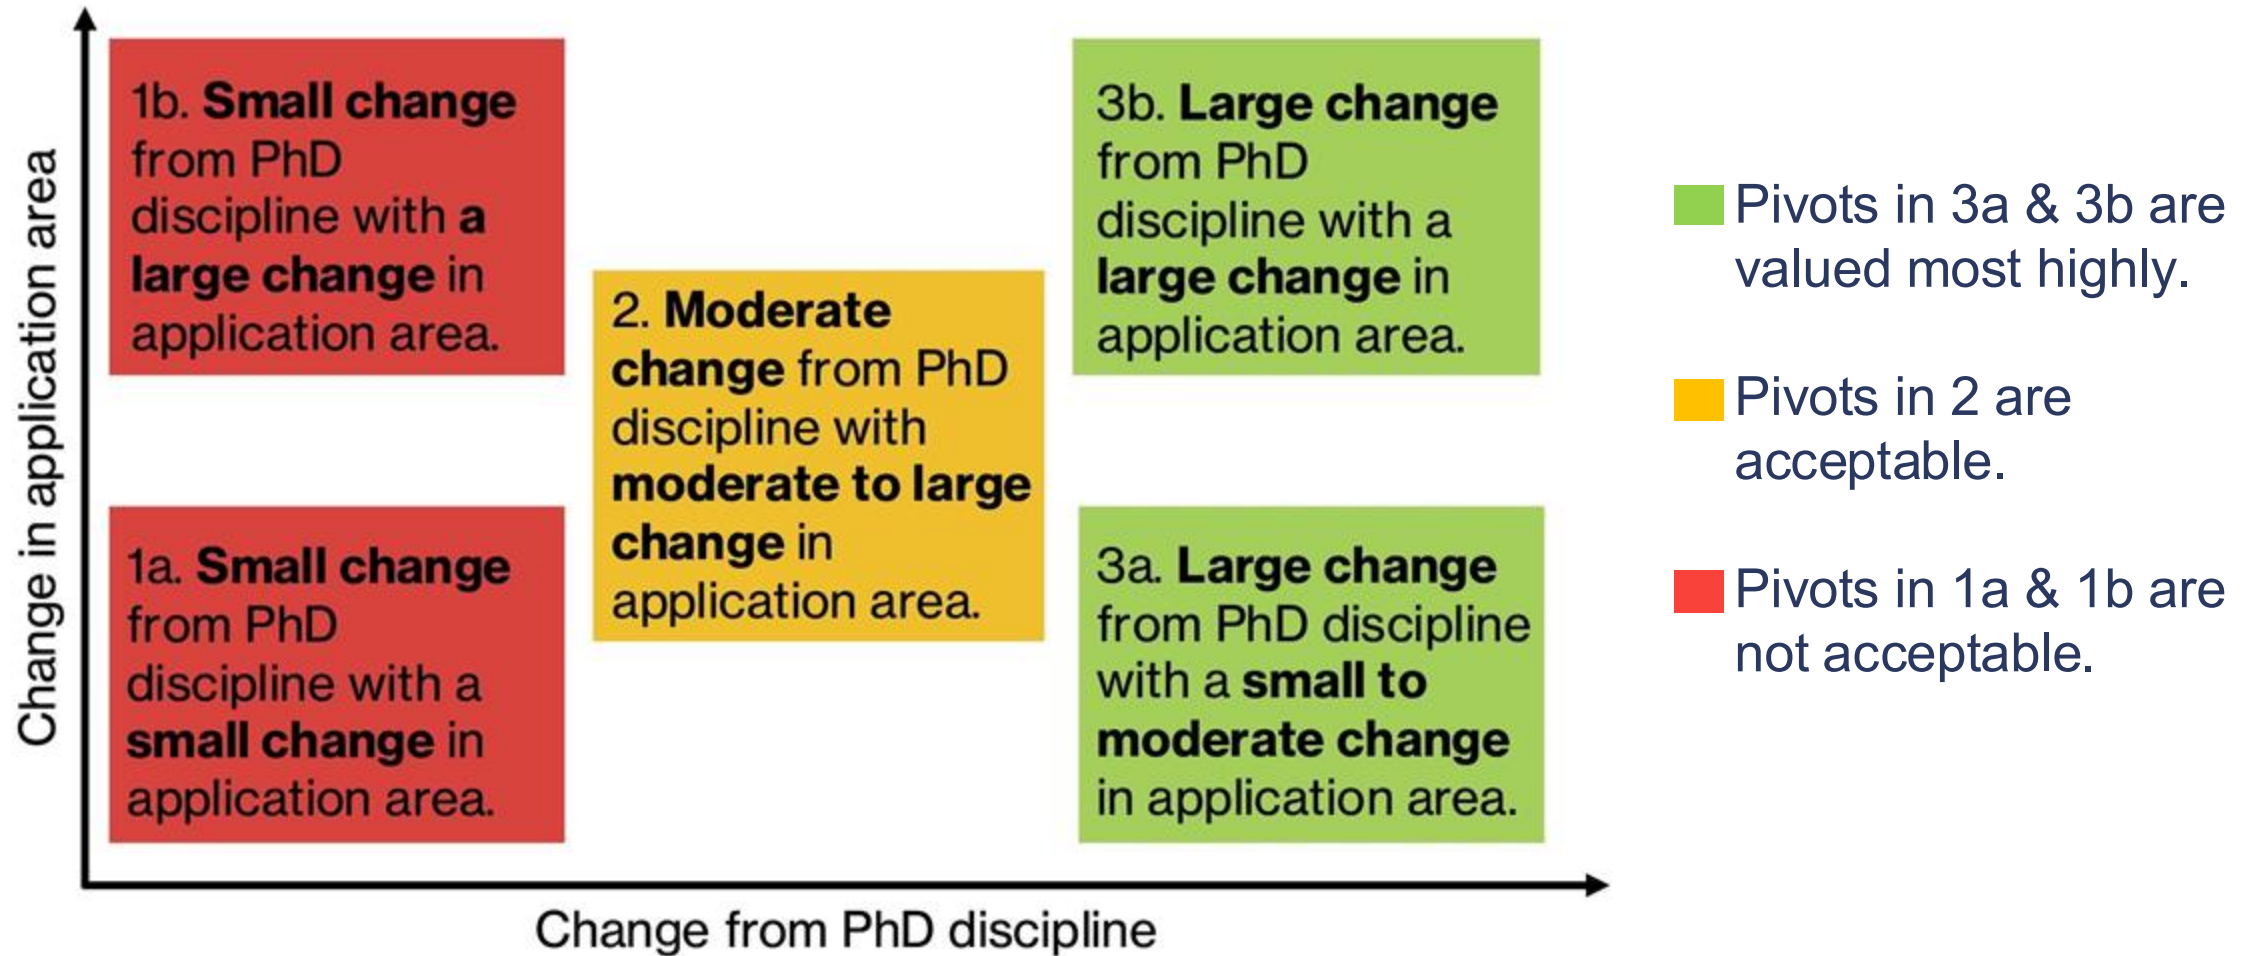 Change in application area
1b. Small change
from PhD
discipline with a
large change in
application area.
1a. Small change
from PhD
discipline with a
small change in
application area.
2. Moderate
change from PhD
discipline with
moderate to large
change in
application area.
3b. Large change
from PhD
discipline with a
large change in
application area.
3a. Large change
from PhD discipline
with a small to
moderate change
in application area.
Change from PhD discipline
Pivots in 3a & 3b are
valued most highly.
Pivots in 2 are
acceptable.
Pivots in 1a & 1b are
not acceptable.